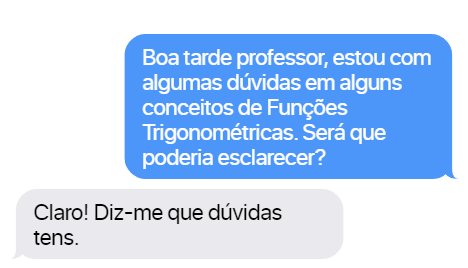 Boa tarde professor, estou com
algumas dúvidas em alguns
conceitos de Funções
Trigonométricas. Será que
poderia esclarecer?
Claro! Diz-me que dúvidas
tens.